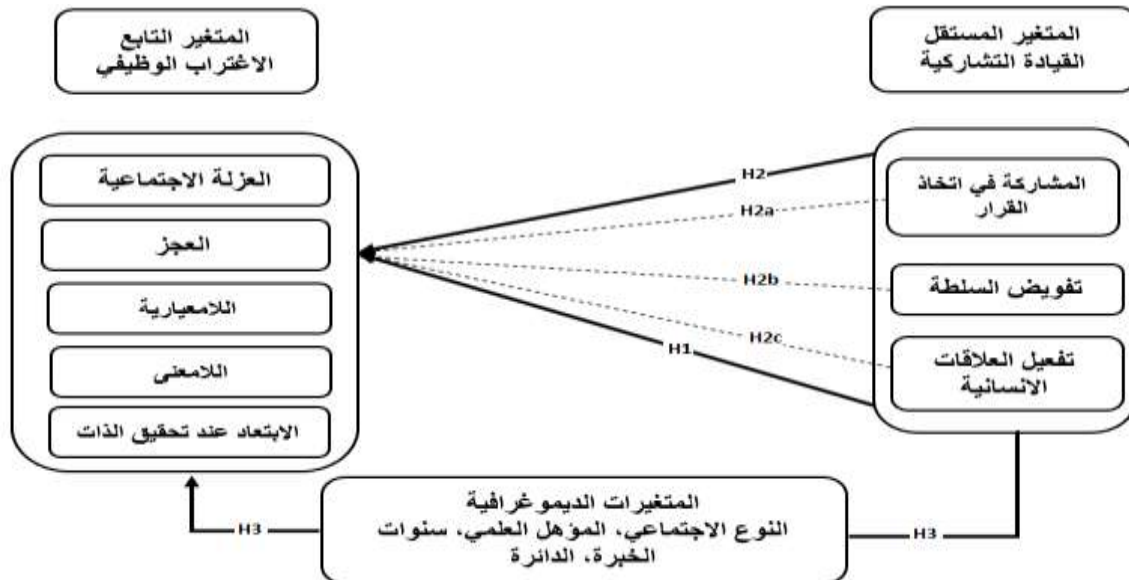 المتغير المستقل
القيادة التشاركية
المتغير التابع
الاغتراب الوظيفي
المشاركة في اتخاذ
القرار
تفويض السلطة
تفعيل العلاقات
الانسانية
H2
H2a
H2b
H2c
H1
العزلة الاجتماعية
العجز
اللامعيارية
اللامعنى
الابتعاد عند تحقيق الذات
المتغيرات الديموغرافية
النوع الاجتماعي، المؤهل العلمي، سنوات
الخبرة، الدائرة
H3
H3